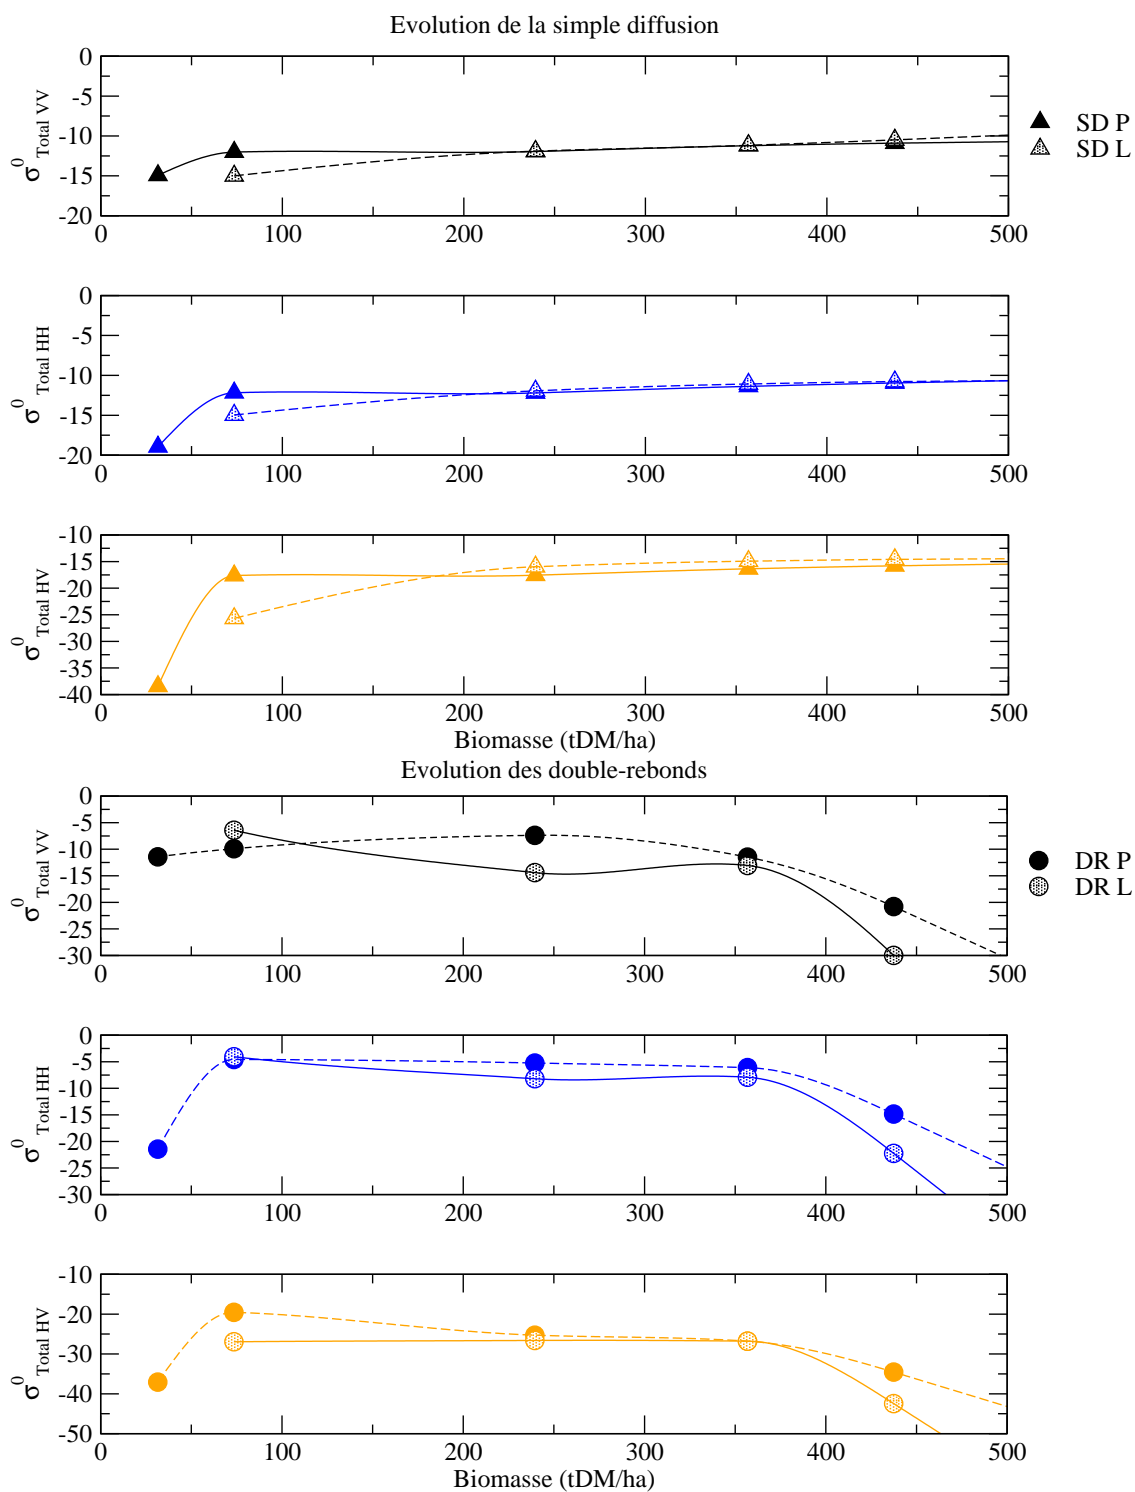 Evolution de la simple diffusion
0
-5
-10
-15
-20
σ⁰ Total VV
0 100 200 300 400 500
SD P
SD L
0
-5
-10
-15
-20
σ⁰ Total HH
0 100 200 300 400 500
-10
-15
-20
-25
-30
-35
-40
σ⁰ Total HV
0 100 200 300 400 500
Biomasse (tDM/ha)
Evolution des double-rebonds
0
-5
-10
-15
-20
-25
-30
σ⁰ Total VV
0 100 200 300 400 500
DR P
DR L
0
-5
-10
-15
-20
-25
-30
σ⁰ Total HH
0 100 200 300 400 500
-10
-20
-30
-40
-50
σ⁰ Total HV
0 100 200 300 400 500
Biomasse (tDM/ha)